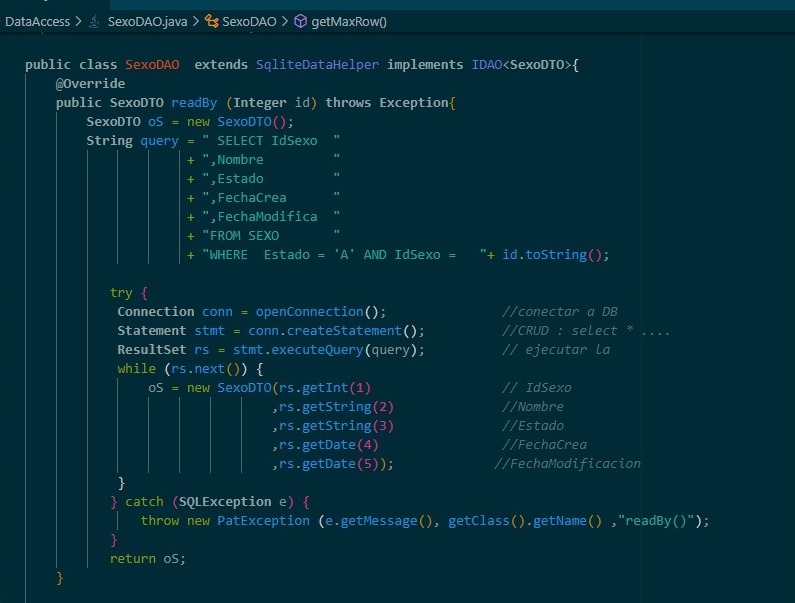 DataAccess > SexoDAO.java > SexoDAO > getMaxRow()
public class SexoDAO  extends SqliteDataHelper implements IDAO<SexoDTO>{
    @Override
    public SexoDTO readBy (Integer id) throws Exception{
        SexoDTO oS = new SexoDTO();
        String query = " SELECT IdSexo  "
                     + ",Nombre         "
                     + ",Estado         "
                     + ",FechaCrea      "
                     + ",FechaModifica  "
                     + "FROM SEXO       "
                     + "WHERE  Estado = 'A' AND IdSexo =   "+ id.toString();
           try {
            Connection conn = openConnection();               //conectar a DB
            Statement stmt = conn.createStatement();          //CRUD : select * ....
            ResultSet rs = stmt.executeQuery(query);          // ejecutar la
            while (rs.next()) {
                oS = new SexoDTO(rs.getInt(1)                 // IdSexo
                                ,rs.getString(2)              //Nombre
                                ,rs.getString(3)              //Estado
                                ,rs.getDate(4)                //FechaCrea
                                ,rs.getDate(5));             //FechaModificacion
            }
           } catch (SQLException e) {
               throw new PatException (e.getMessage(), getClass().getName() ,"readBy()");
           }
           return oS;
    }